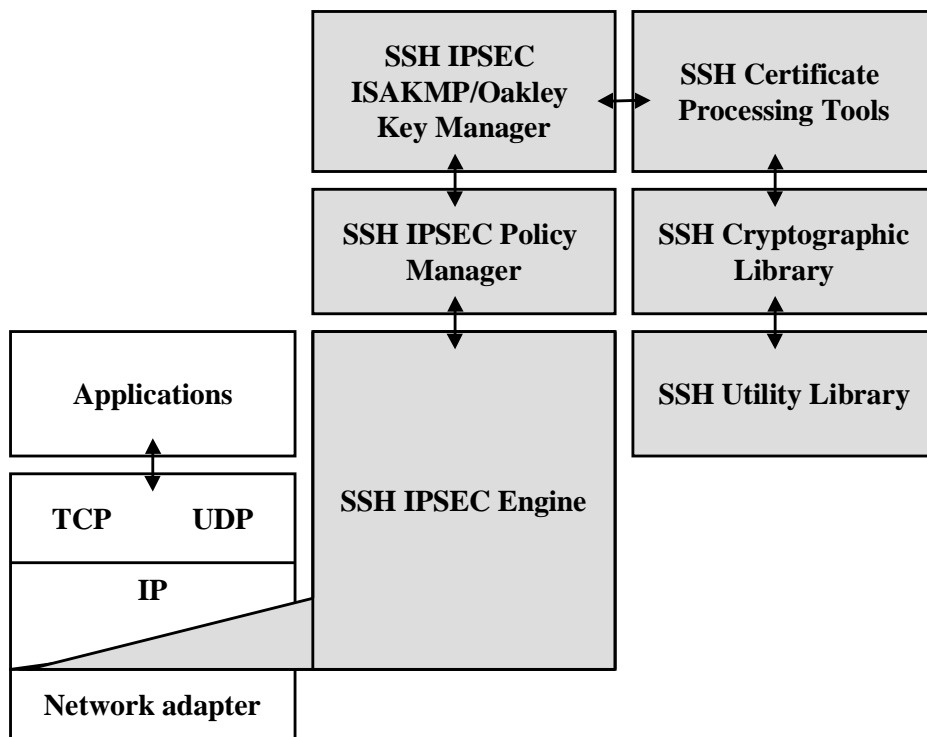 SSH IPSEC
ISAKMP/Oakley
Key Manager
SSH Certificate
Processing Tools
SSH IPSEC Policy
Manager
SSH Cryptographic
Library
Applications
SSH Utility Library
TCP UDP
SSH IPSEC Engine
IP
Network adapter